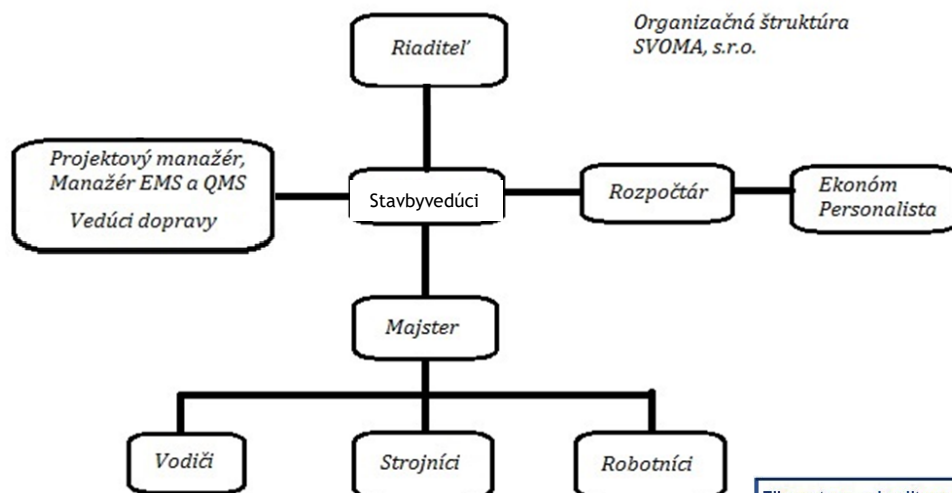 Organizačná štruktúra
SVOMA, s.r.o.
Riaditeľ
Projektový manažér,
Manažér EMS a QMS
Vedúci dopravy
Stavbyvedúci
Rozpočtár
Ekonóm
Personalista
Majster
Vodiči
Strojníci
Robotníci